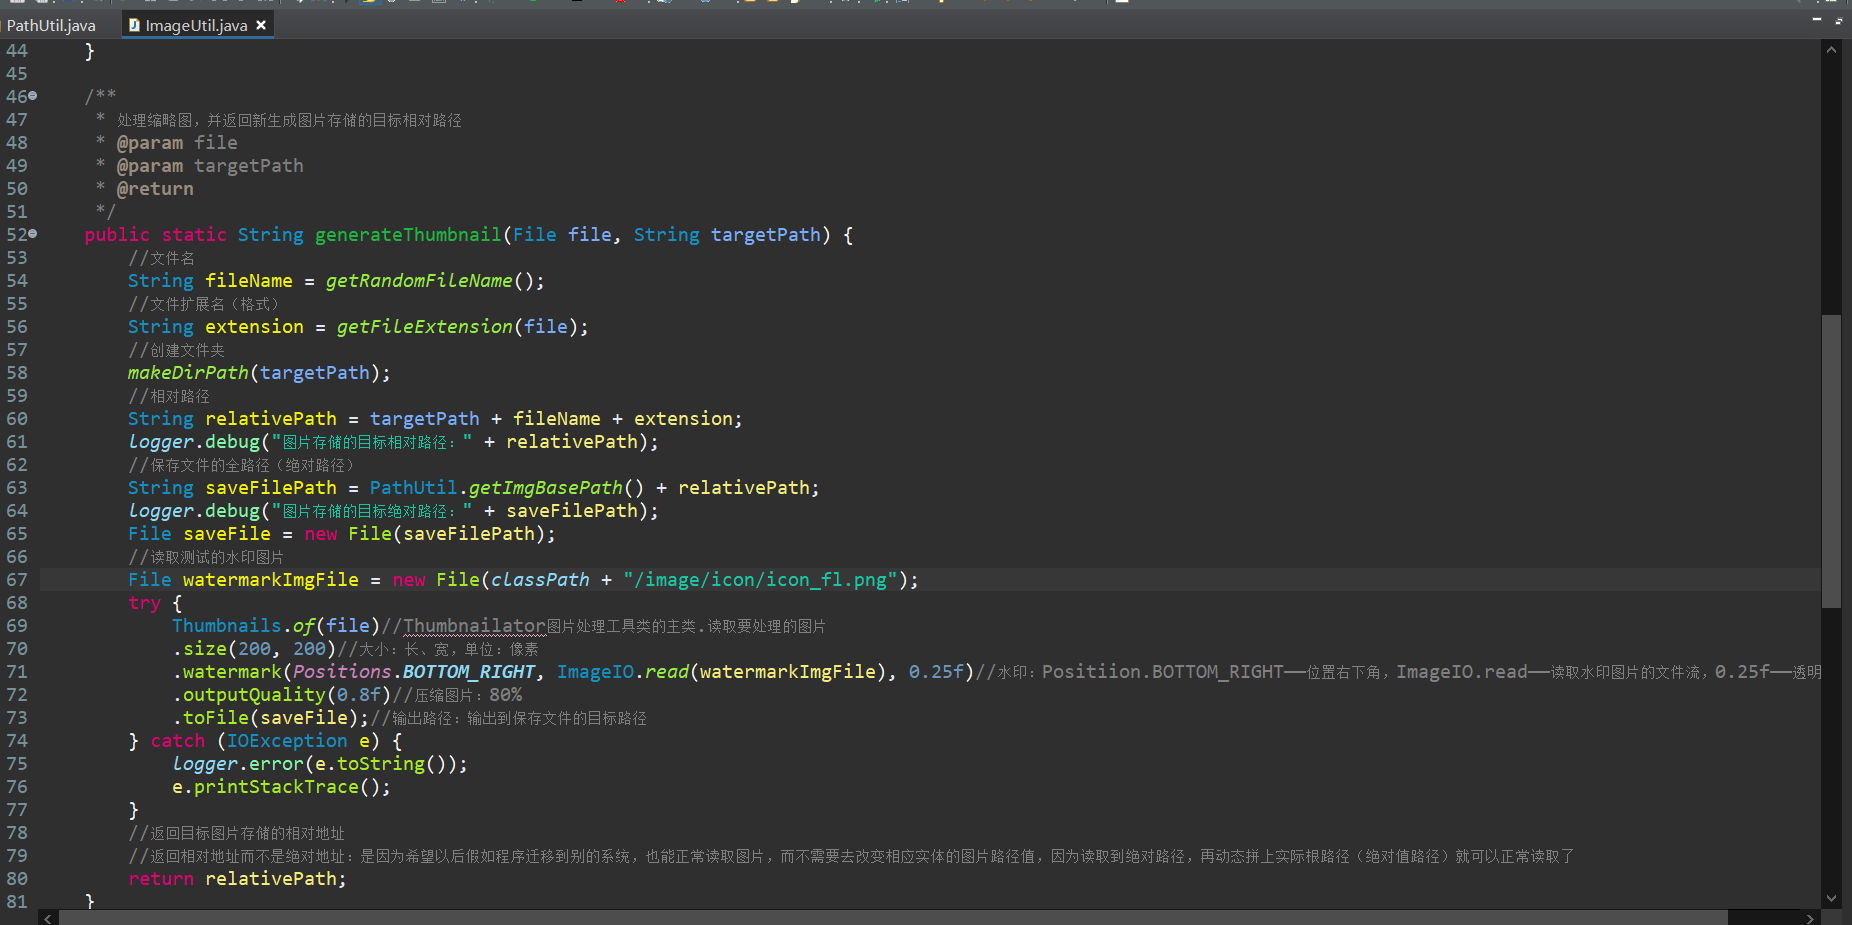 PathUtil.java
ImageUtil.java
44 }
45
46 /**
47 * 处理缩略图，并返回新生成图片存储的目标相对路径
48 * @param file
49 * @param targetPath
50 * @return
51 */
52 public static String generateThumbnail(File file, String targetPath) {
53 //文件名
54 String fileName = getRandomFileName();
55 //文件扩展名（格式）
56 String extension = getFileExtension(file);
57 //创建文件夹
58 makeDirPath(targetPath);
59 //相对路径
60 String relativePath = targetPath + fileName + extension;
61 logger.debug("图片存储的目标相对路径：" + relativePath);
62 //保存文件的全路径（绝对路径）
63 String saveFilePath = PathUtil.getImgBasePath() + relativePath;
64 logger.debug("图片存储的目标绝对路径：" + saveFilePath);
65 File saveFile = new File(saveFilePath);
66 //读取测试的水印图片
67 File watermarkImgFile = new File(classPath + "/image/icon/icon_fl.png");
68 try {
69 Thumbnails.of(file)//Thumbnailator图片处理工具类的主类.读取要处理的图片
70 .size(200, 200)//大小：长、宽，单位：像素
71 .watermark(Positions.BOTTOM_RIGHT, ImageIO.read(watermarkImgFile), 0.25f)//水印：Positiion.BOTTOM_RIGHT——位置右下角，ImageIO.read——读取水印图片的文件流，0.25f——透明
72 .outputQuality(0.8f)//压缩图片：80%
73 .toFile(saveFile);//输出路径：输出到保存文件的目标路径
74 } catch (IOException e) {
75 logger.error(e.toString());
76 e.printStackTrace();
77 }
78 //返回目标图片存储的相对地址
79 //返回相对地址而不是绝对地址：是因为希望以后假如程序迁移到别的系统，也能正常读取图片，而不需要去改变相应实体的图片路径值，因为读取到绝对路径，再动态拼上实际根路径（绝对值路径）就可以正常读取了
80 return relativePath;
81 }